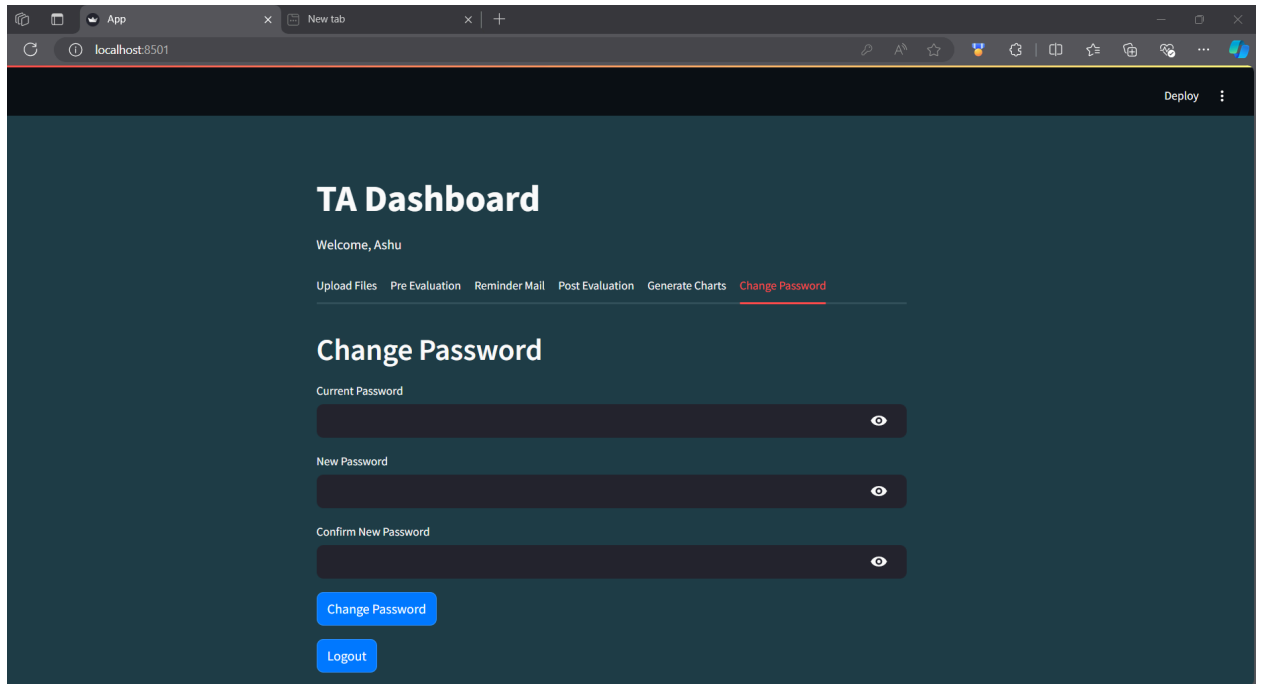 App New tab
localhost:8501
Deploy
TA Dashboard
Welcome, Ashu
Upload Files Pre Evaluation Reminder Mail Post Evaluation Generate Charts Change Password
Change Password
Current Password
New Password
Confirm New Password
Change Password
Logout